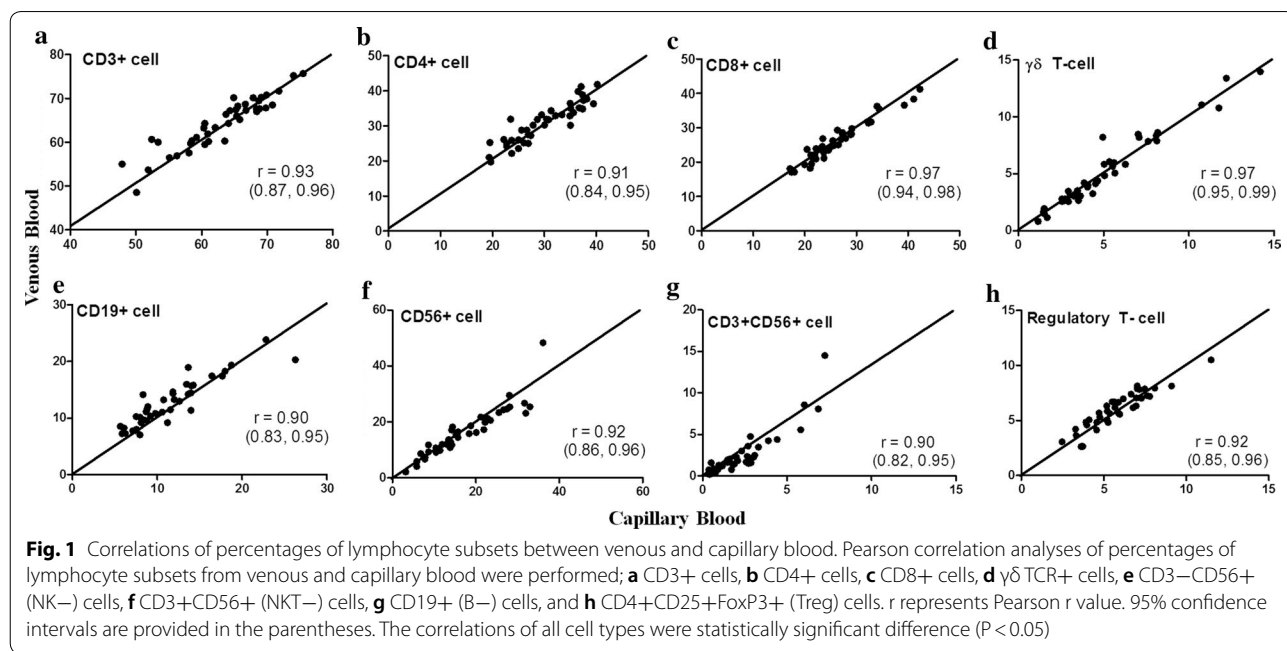 a
CD3+ cell
80
70
60
50
40
40 50 60 70 80
r = 0.93
(0.87, 0.96)
b
CD4+ cell
50
40
30
20
10
0
0 10 20 30 40 50
r = 0.91
(0.84, 0.95)
c
CD8+ cell
50
40
30
20
10
0
0 10 20 30 40 50
r = 0.97
(0.94, 0.98)
d
γδ T-cell
15
10
5
0
0 5 10 15
r = 0.97
(0.95, 0.99)
Venous Blood
e
CD19+ cell
30
20
10
0
0 10 20 30
r = 0.90
(0.83, 0.95)
f
CD56+ cell
60
40
20
0
0 20 40 60
r = 0.92
(0.86, 0.96)
g
CD3+CD56+ cell
20
15
10
5
0
0 5 10 15
r = 0.90
(0.82, 0.95)
h
Regulatory T- cell
15
10
5
0
0 5 10 15
r = 0.92
(0.85, 0.96)
Capillary Blood
Fig. 1 Correlations of percentages of lymphocyte subsets between venous and capillary blood. Pearson correlation analyses of percentages of
lymphocyte subsets from venous and capillary blood were performed; a CD3+ cells, b CD4+ cells, c CD8+ cells, d γδ TCR+ cells, e CD3−CD56+
(NK−) cells, f CD3+CD56+ (NKT−) cells, g CD19+ (B−) cells, and h CD4+CD25+FoxP3+ (Treg) cells. r represents Pearson r value. 95% confidence
intervals are provided in the parentheses. The correlations of all cell types were statistically significant difference (P < 0.05)